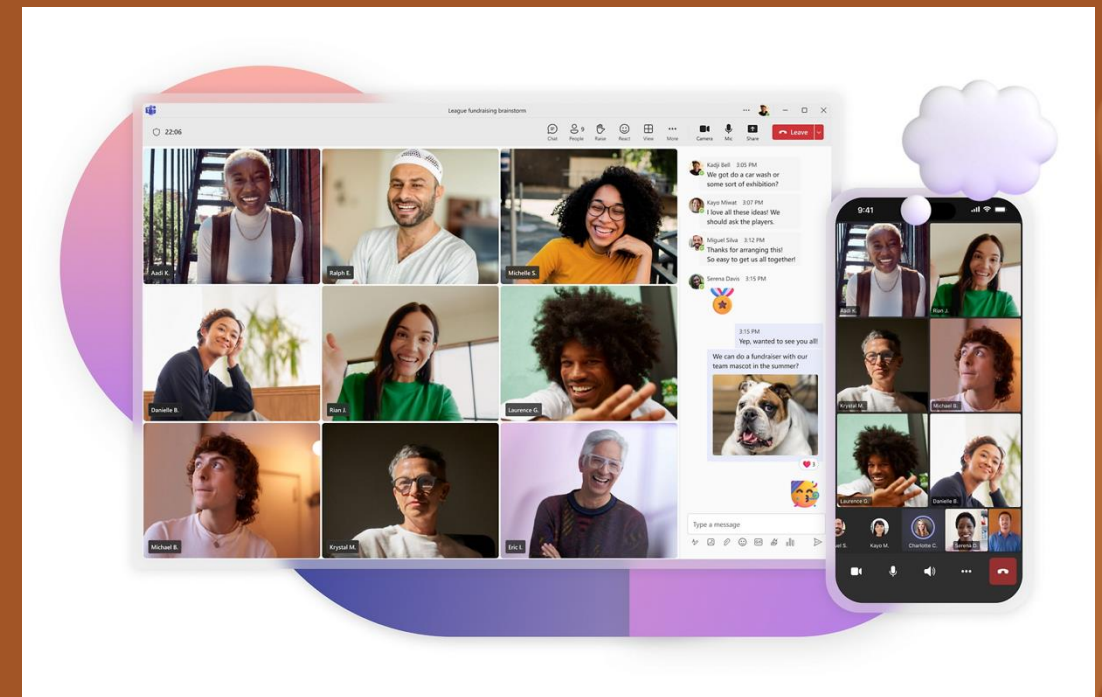 League fundraising brainstorm
22:06
Chat
People
9
Raise
React
View
More
Camera
Mic
Share
Leave
Aadi K.
Ralph E.
Michelle S.
Danielle B.
Rian J.
Laurence G.
Michael B.
Krystal M.
Eric I.
Kadji Bell 3:05 PM
We got do a car wash or
some sort of exhibition?
Kayo Miwat 3:07 PM
I love all these ideas! We
should ask the players.
Miguel Silva 3:12 PM
Thanks for arranging this!
So easy to get us all together!
Serena Davis 3:15 PM
3:15 PM
Yep, wanted to see you all!
We can do a fundraiser with our
team mascot in the summer?
Type a message
9:41
Aadi K.
Rian J.
Krystal M.
Michael B.
Laurence G.
Danielle B.
Kayo M.
Charlotte C.
Serena D.